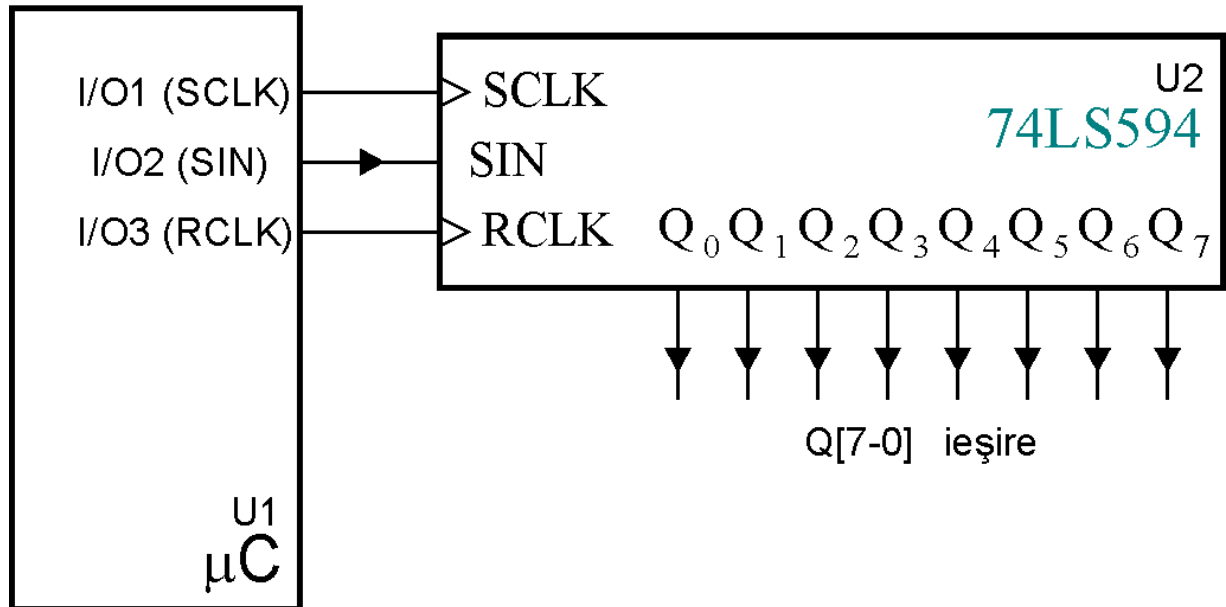 I/O1 (SCLK)
I/O2 (SIN)
I/O3 (RCLK)
U1
µC
SCLK
SIN
RCLK
U2
74LS594
Q0 Q1 Q2 Q3 Q4 Q5 Q6 Q7
Q[7-0] ieşire